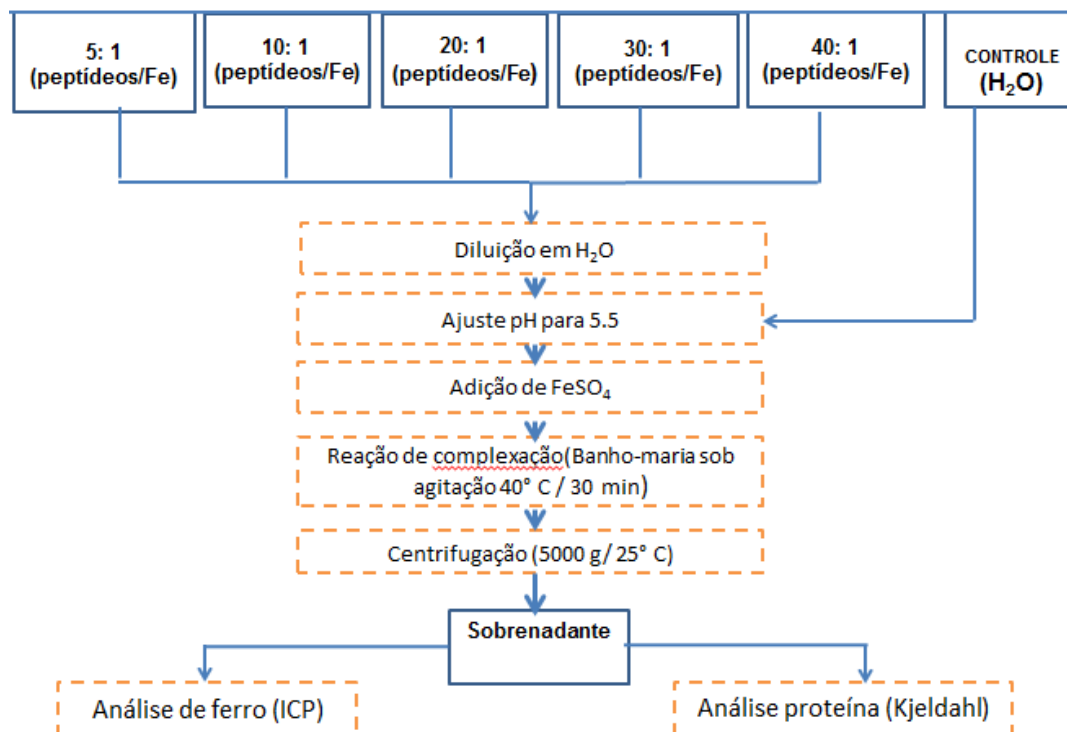 5: 1
(peptídeos/Fe)
10: 1
(peptídeos/Fe)
20: 1
(peptídeos/Fe)
30: 1
(peptídeos/Fe)
40: 1
(peptídeos/Fe)
CONTROLE
(H₂O)
Diluição em H₂O
Ajuste pH para 5.5
Adição de FeSO₄
Reação de complexação(Banho-maria sob
agitação 40° C / 30 min)
Centrifugação (5000 g/ 25° C)
Sobrenadante
Análise de ferro (ICP)
Análise proteína (Kjeldahl)